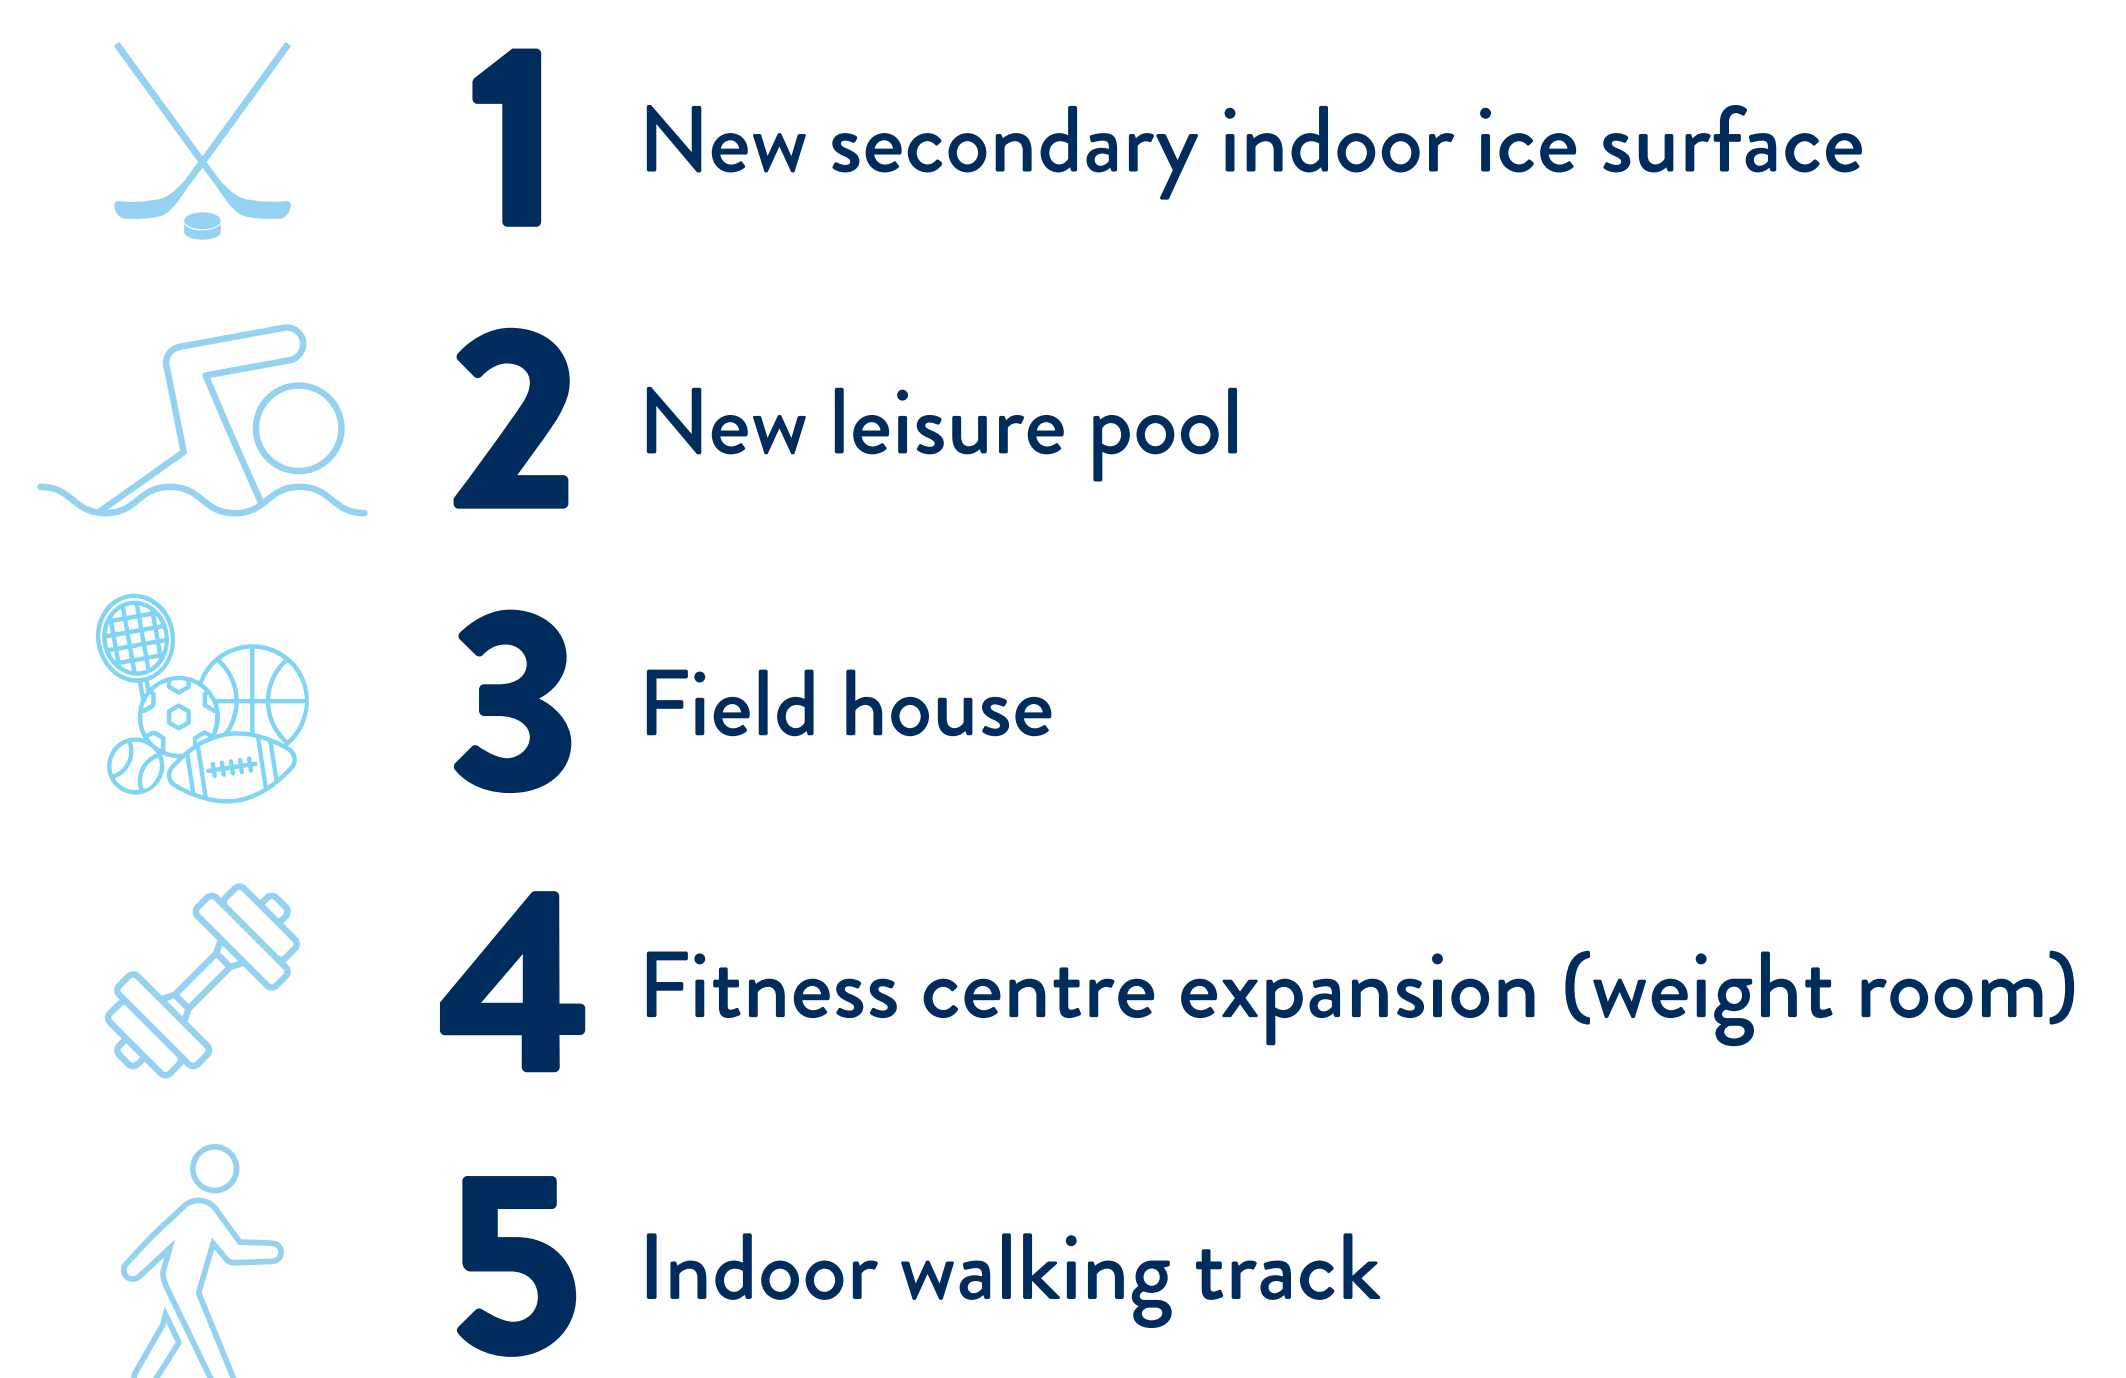 1 New secondary indoor ice surface
2 New leisure pool
3 Field house
4 Fitness centre expansion (weight room)
5 Indoor walking track